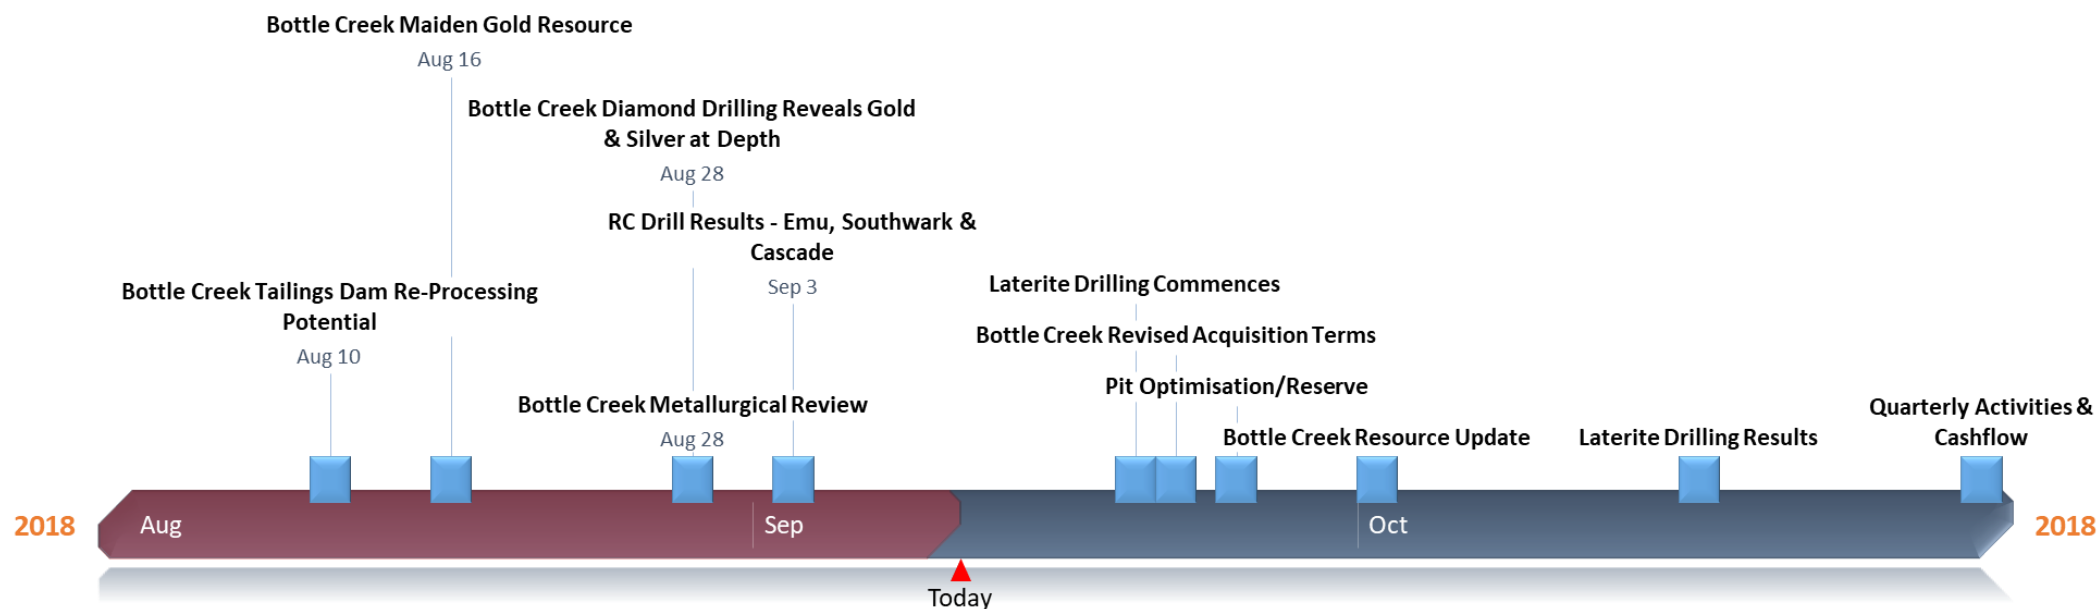 Bottle Creek Maiden Gold Resource
Aug 16
Bottle Creek Diamond Drilling Reveals Gold
& Silver at Depth
Aug 28
RC Drill Results - Emu, Southwark &
Cascade
Sep 3
Bottle Creek Tailings Dam Re-Processing
Potential
Aug 10
Bottle Creek Metallurgical Review
Aug 28
Laterite Drilling Commences
Bottle Creek Revised Acquisition Terms
Pit Optimisation/Reserve
Bottle Creek Resource Update
Laterite Drilling Results
Quarterly Activities &
Cashflow
2018
Aug
Sep
Oct
2018
Today